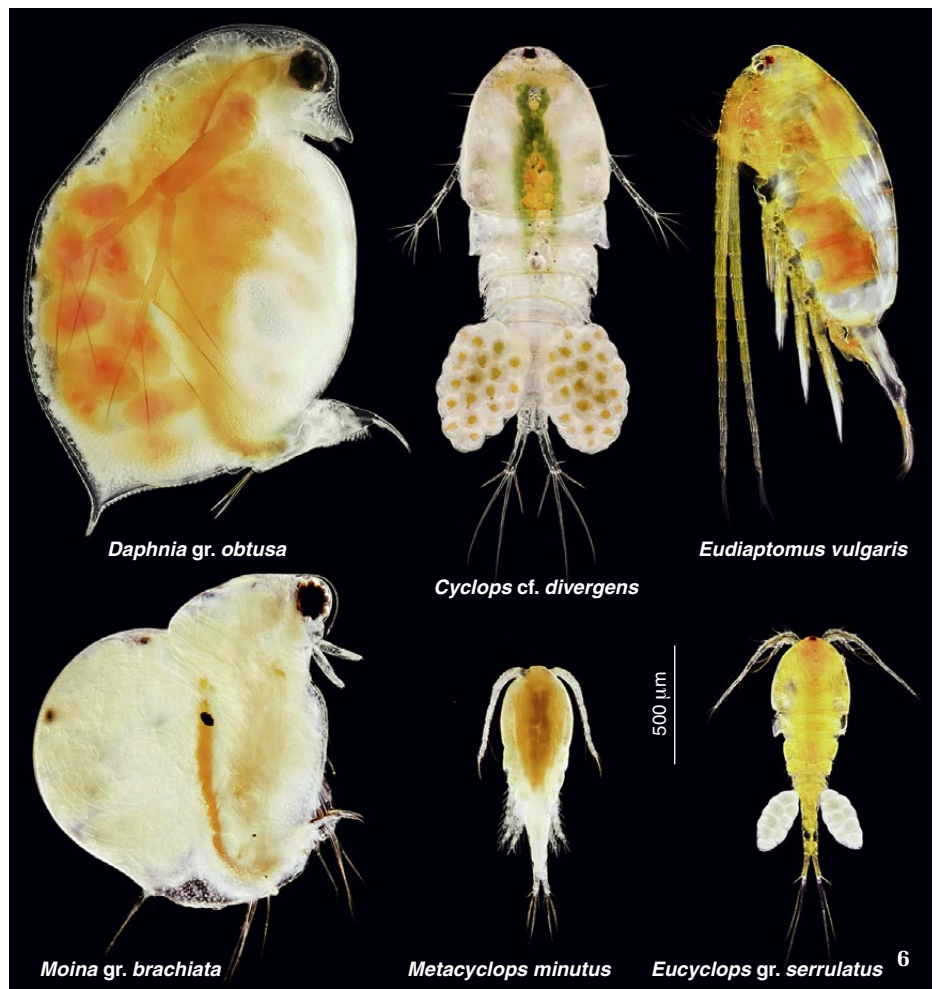 Daphnia gr. obtusa
Cyclops cf. divergens
Eudiaptomus vulgaris
500 µm
Moina gr. brachiata
Metacyclops minutus
Eucyclops gr. serrulatus
6